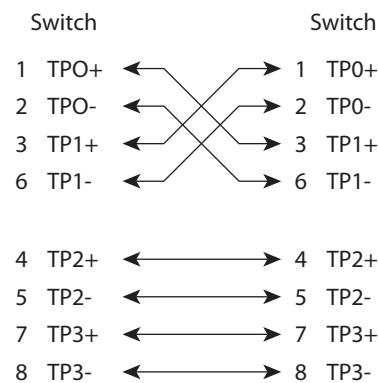 Switch Switch
1 TPO+ 1 TP0+
2 TPO- 2 TP0-
3 TP1+ 3 TP1+
6 TP1- 6 TP1-
4 TP2+ 4 TP2+
5 TP2- 5 TP2-
7 TP3+ 7 TP3+
8 TP3- 8 TP3-